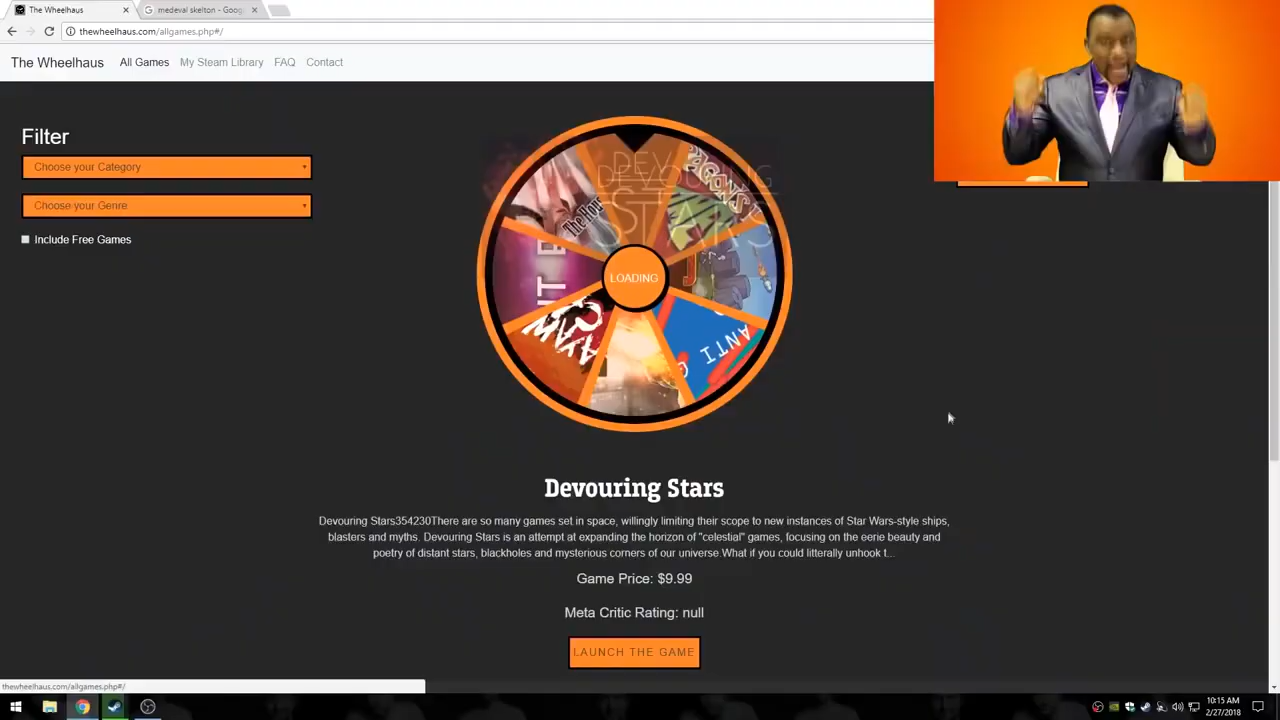 The Wheelhaus
medeval skelton - Goog
thewheelhaus.com/allgames.php#/
The Wheelhaus All Games My Steam Library FAQ Contact
Filter
Choose your Category
Choose your Genre
Include Free Games
DEVOURING
STARS
The Hous
LOADING
ANTI
Devouring Stars
Devouring Stars354230There are so many games set in space, willingly limiting their scope to new instances of Star Wars-style ships,
blasters and myths. Devouring Stars is an attempt at expanding the horizon of "celestial" games, focusing on the eerie beauty and
poetry of distant stars, blackholes and mysterious corners of our universe.What if you could litterally unhook t...
Game Price: $9.99
Meta Critic Rating: null
LAUNCH THE GAME
thewheelhaus.com/allgames.php#/
10:15 AM
2/27/2018